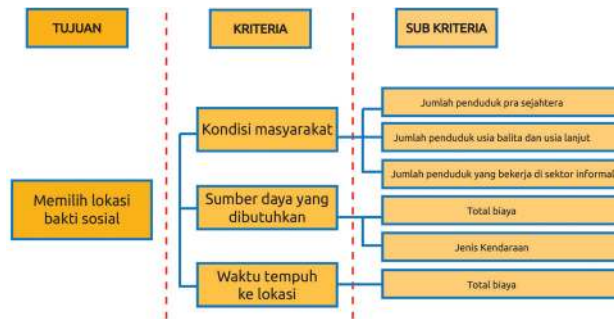 TUJUAN
KRITERIA
SUB KRITERIA
Memilih lokasi
bakti sosial
Kondisi masyarakat
Jumlah penduduk pra sejahtera
Jumlah penduduk usia balita dan usia lanjut
Jumlah penduduk yang bekerja di sektor informal
Sumber daya yang
dibutuhkan
Total biaya
Jenis Kendaraan
Waktu tempuh
ke lokasi
Total biaya